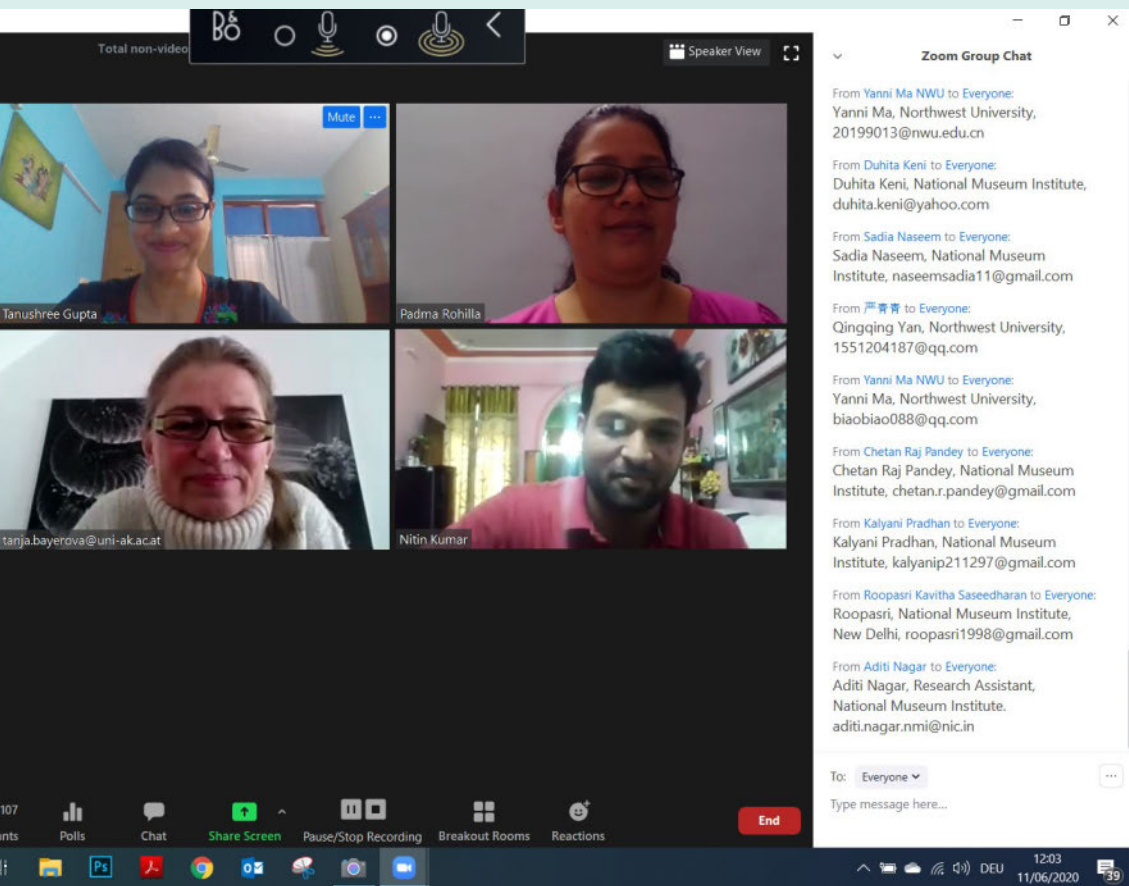 B&O
Total non-video
Speaker View
Mute
Tanushree Gupta
Padma Rohilla
tanja.bayerova@uni-ak.ac.at
Nitin Kumar
Zoom Group Chat
From Yanni Ma NWU to Everyone:
Yanni Ma, Northwest University,
20199013@nwu.edu.cn
From Duhita Keni to Everyone:
Duhita Keni, National Museum Institute,
duhita.keni@yahoo.com
From Sadia Naseem to Everyone:
Sadia Naseem, National Museum
Institute, naseemsadia11@gmail.com
From 严青青 to Everyone:
Qingqing Yan, Northwest University,
1551204187@qq.com
From Yanni Ma NWU to Everyone:
Yanni Ma, Northwest University,
biaobiao088@qq.com
From Chetan Raj Pandey to Everyone:
Chetan Raj Pandey, National Museum
Institute, chetan.r.pandey@gmail.com
From Kalyani Pradhan to Everyone:
Kalyani Pradhan, National Museum
Institute, kalyanip211297@gmail.com
From Roopasri Kavitha Saseedharan to Everyone:
Roopasri, National Museum Institute,
New Delhi, roopasri1998@gmail.com
From Aditi Nagar to Everyone:
Aditi Nagar, Research Assistant,
National Museum Institute.
aditi.nagar.nmi@nic.in
To: Everyone
Type message here...
107
nts
Polls
Chat
Share Screen
Pause/Stop Recording
Breakout Rooms
Reactions
End
Ps
DEU
12:03
11/06/2020
39